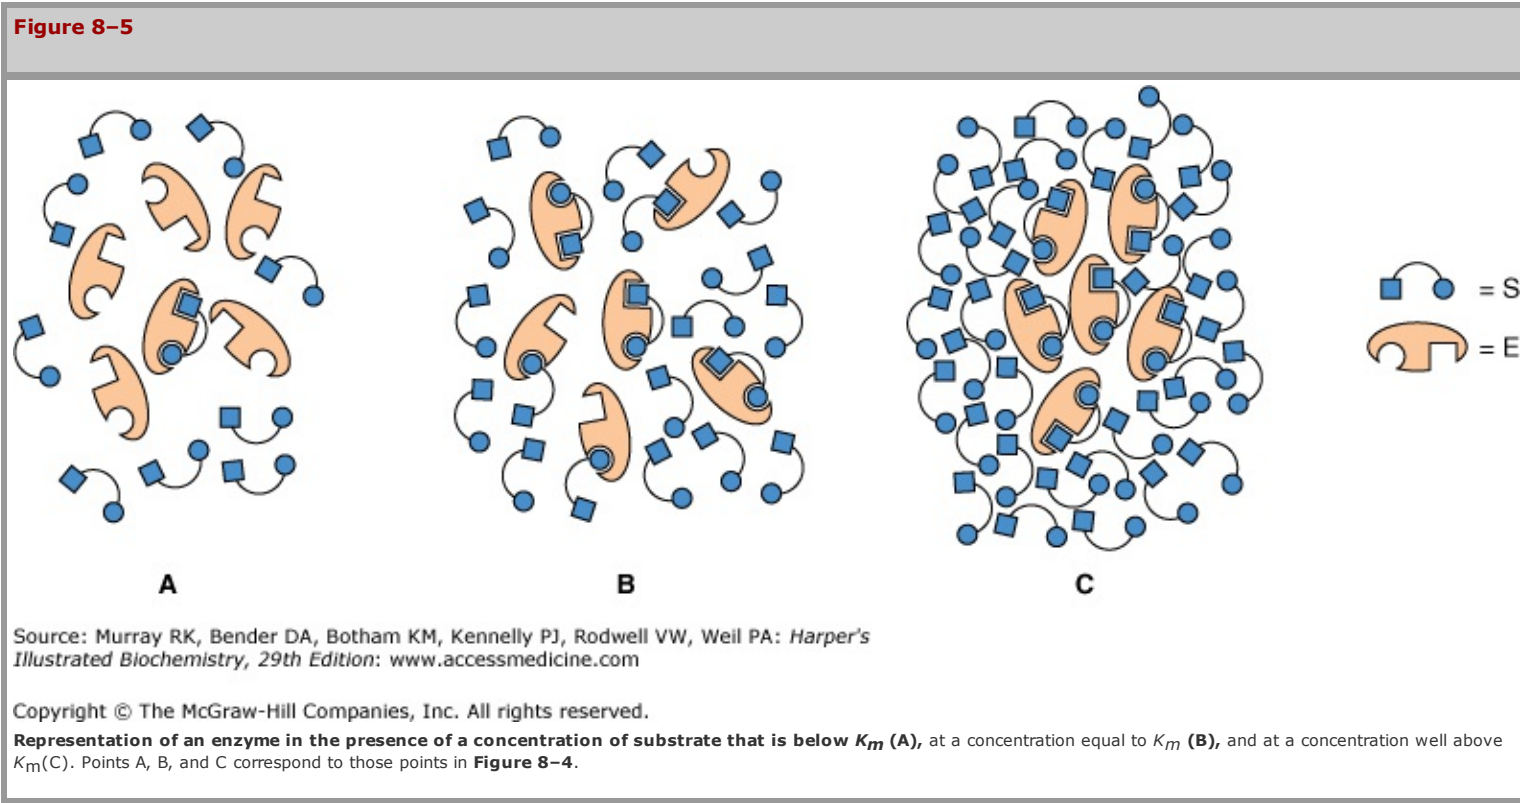 Figure 8–5
= S
= E
A
B
C
Source: Murray RK, Bender DA, Botham KM, Kennelly PJ, Rodwell VW, Weil PA: Harper's
Illustrated Biochemistry, 29th Edition: www.accessmedicine.com
Copyright © The McGraw-Hill Companies, Inc. All rights reserved.
Representation of an enzyme in the presence of a concentration of substrate that is below Km (A), at a concentration equal to Km (B), and at a concentration well above
Km(C). Points A, B, and C correspond to those points in Figure 8–4.